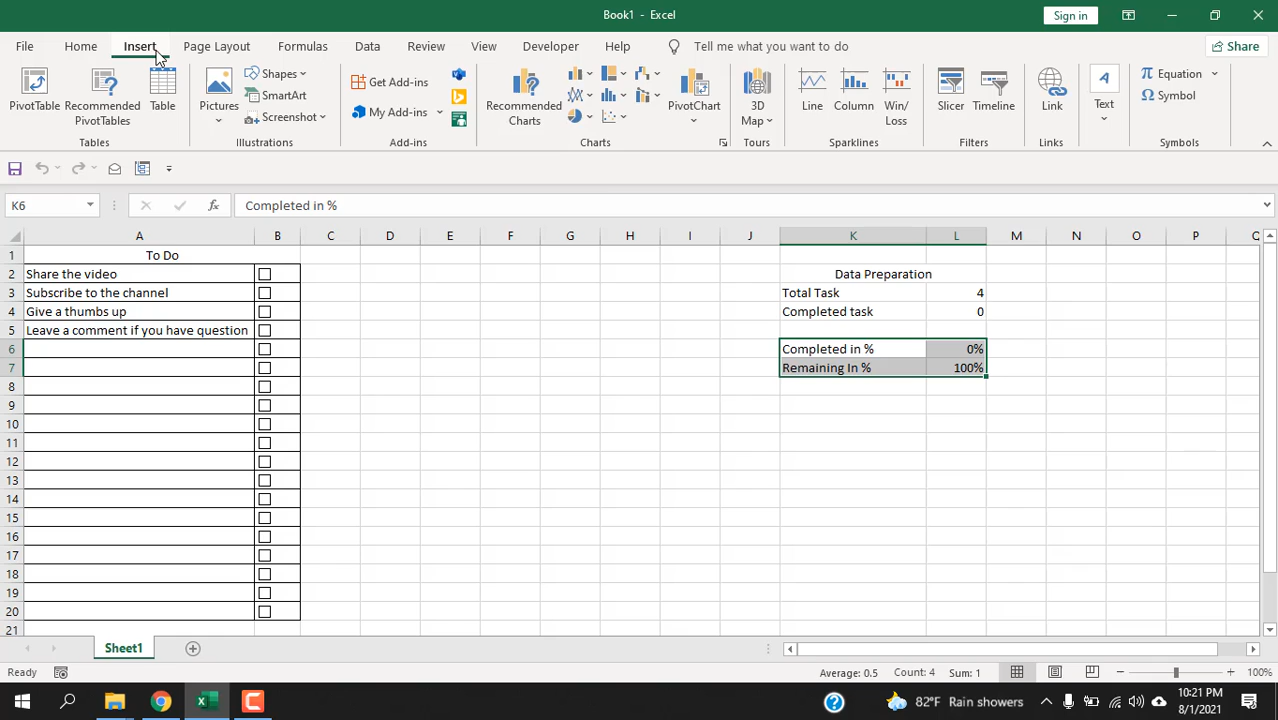 Book1 - Excel
Sign in
File Home Insert Page Layout Formulas Data Review View Developer Help Tell me what you want to do Share
PivotTable Recommended PivotTables Table
Tables
Pictures Shapes SmartArt Screenshot
Illustrations
Get Add-ins
My Add-ins
Add-ins
Recommended Charts PivotChart
Charts
3D Map
Tours
Line Column Win/Loss
Sparklines
Slicer Timeline
Filters
Link
Links
Text
Equation
Symbol
Symbols
K6 fx Completed in %
A B C D E F G H I J K L M N O P Q
1 To Do
2 Share the video Data Preparation
3 Subscribe to the channel Total Task 4
4 Give a thumbs up Completed task 0
5 Leave a comment if you have question
6 Completed in % 0%
7 Remaining In % 100%
8
9
10
11
12
13
14
15
16
17
18
19
20
21
Sheet1
Ready Average: 0.5 Count: 4 Sum: 1 100%
82°F Rain showers 10:21 PM
8/1/2021